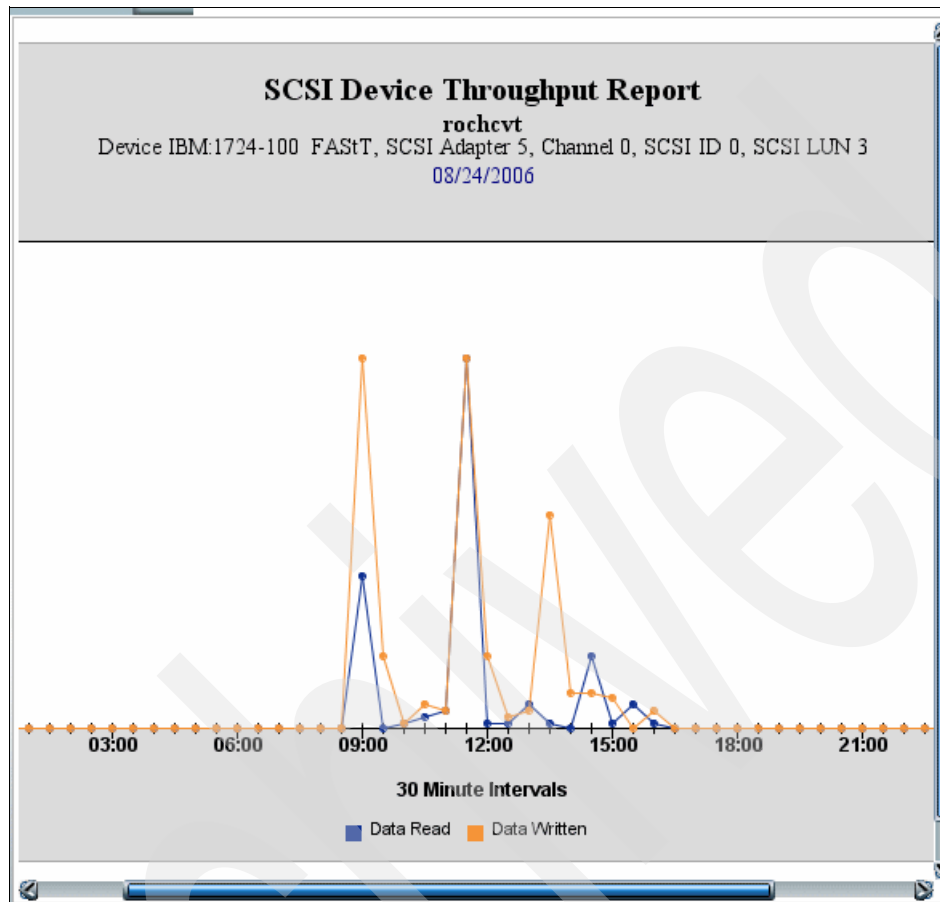 SCSI Device Throughput Report
rochcvt
Device IBM:1724-100 FAStT, SCSI Adapter 5, Channel 0, SCSI ID 0, SCSI LUN 3
08/24/2006
03:00 06:00 09:00 12:00 15:00 18:00 21:00
30 Minute Intervals
Data Read Data Written